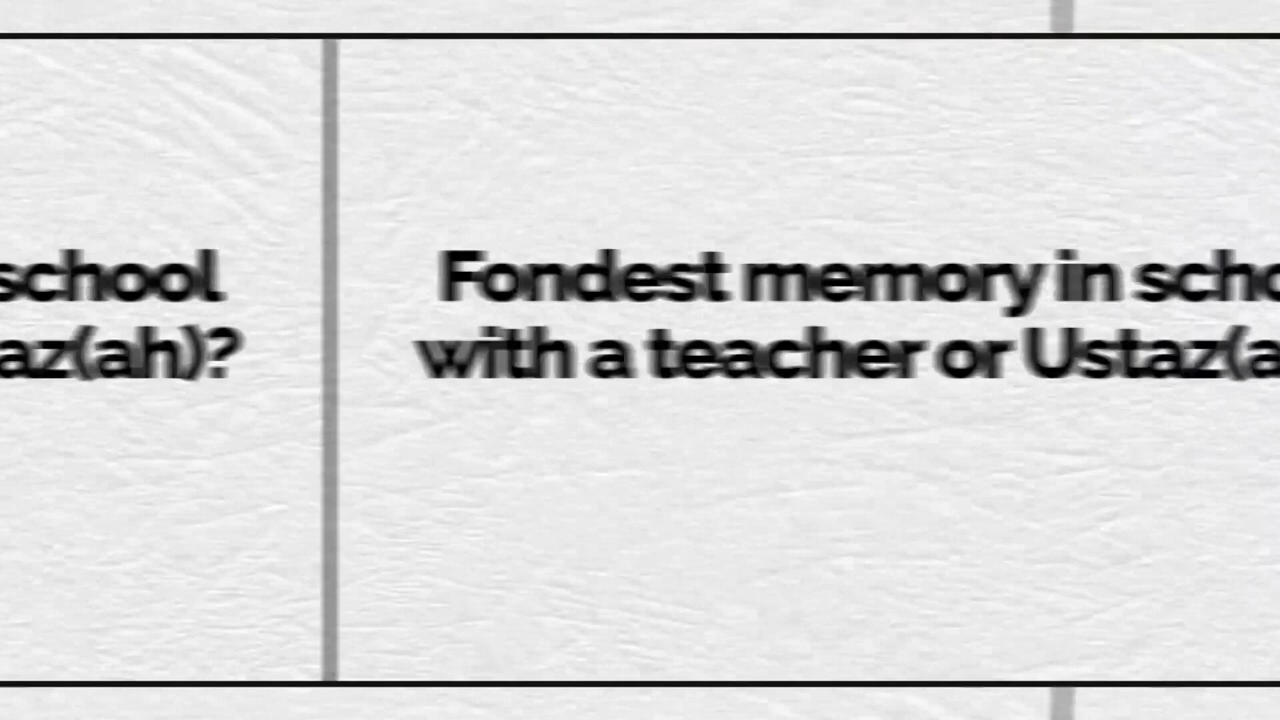 school
az(ah)?
Fondest memory in scho
with a teacher or Ustaz(a